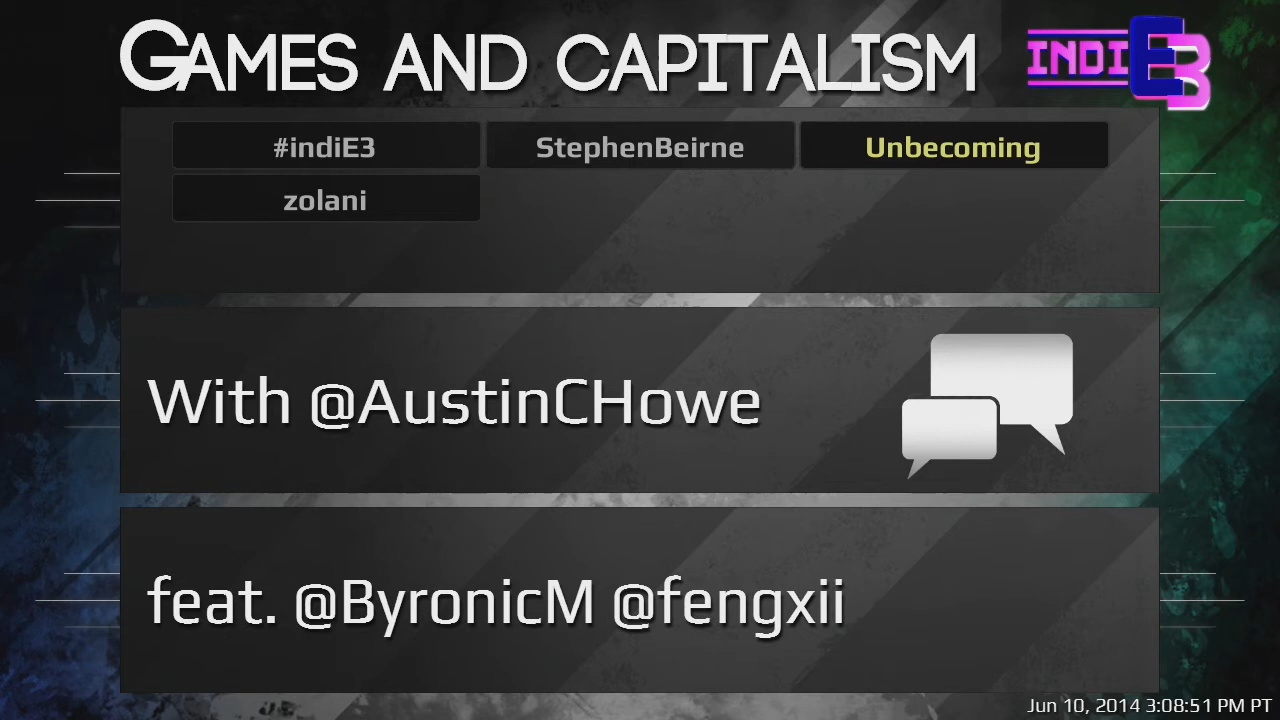 GAMES AND CAPITALISM
INDIE3
#indiE3 StephenBeirne Unbecoming
zolani
With @AustinCHowe
feat. @ByronicM @fengxii
Jun 10, 2014 3:08:51 PM PT